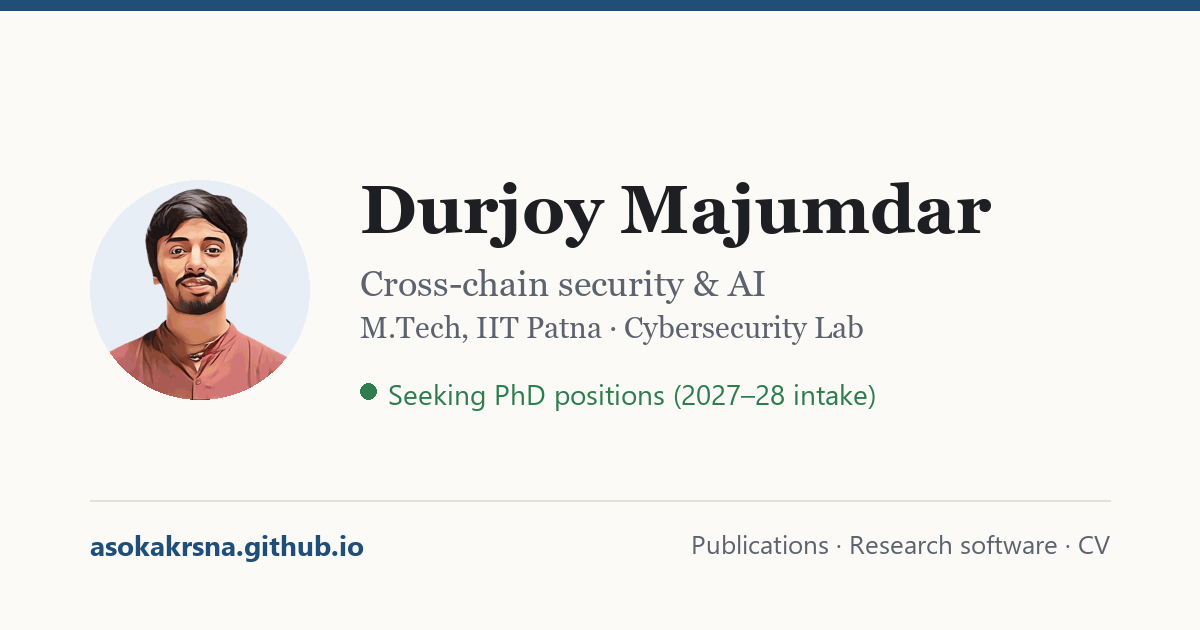 Durjoy Majumdar
Cross-chain security & AI
M.Tech, IIT Patna · Cybersecurity Lab
Seeking PhD positions (2027–28 intake)
asokakrsna.github.io
Publications · Research software · CV